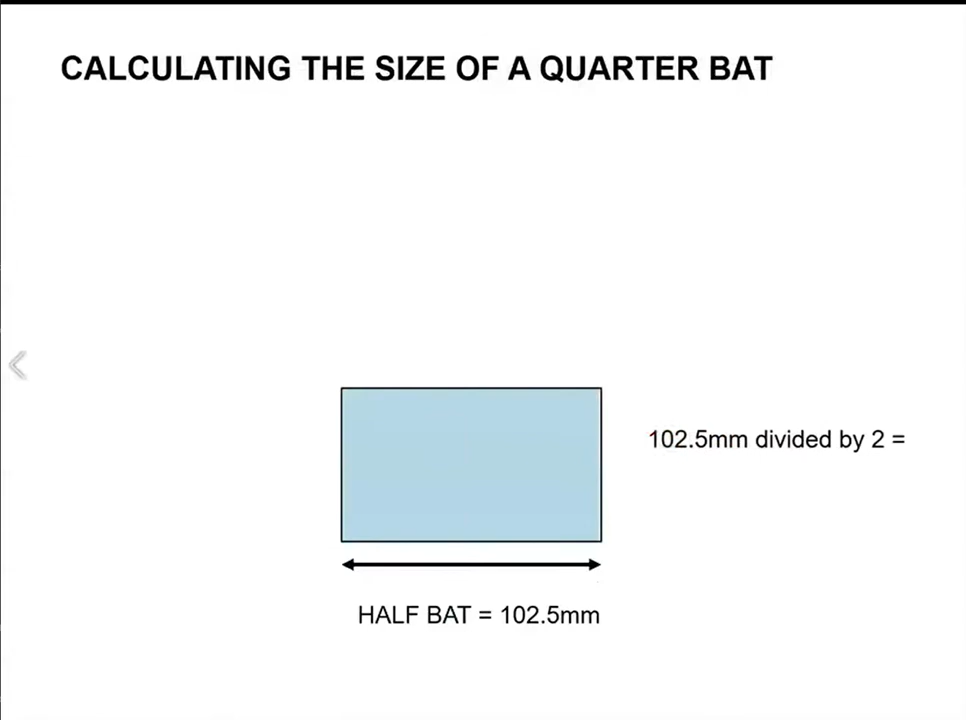 CALCULATING THE SIZE OF A QUARTER BAT
102.5mm divided by 2 =
HALF BAT = 102.5mm